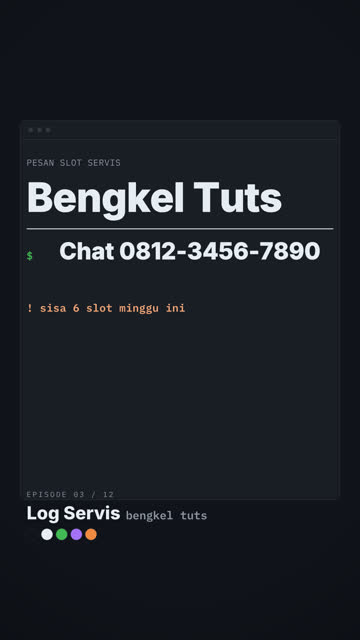 PESAN SLOT SERVIS
Bengkel Tuts
$ Chat 0812-3456-7890
! sisa 6 slot minggu ini
EPISODE 03 / 12
Log Servis bengkel tuts